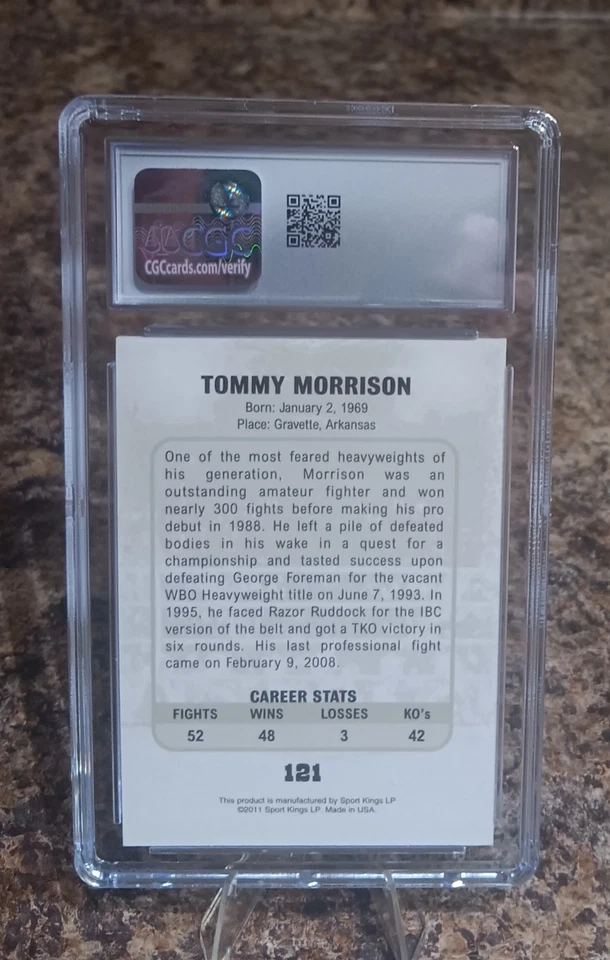 CGC
CGCcards.com/verify
TOMMY MORRISON
Born: January 2, 1969
Place: Gravette, Arkansas
One of the most feared heavyweights of
his generation, Morrison was an
outstanding amateur fighter and won
nearly 300 fights before making his pro
debut in 1988. He left a pile of defeated
bodies in his wake in a quest for a
championship and tasted success upon
defeating George Foreman for the vacant
WBO Heavyweight title on June 7, 1993. In
1995, he faced Razor Ruddock for the IBC
version of the belt and got a TKO victory in
six rounds. His last professional fight
came on February 9, 2008.
CAREER STATS
FIGHTS WINS LOSSES KO's
52 48 3 42
121
This product is manufactured by Sport Kings LP
©2011 Sport Kings LP. Made in USA.